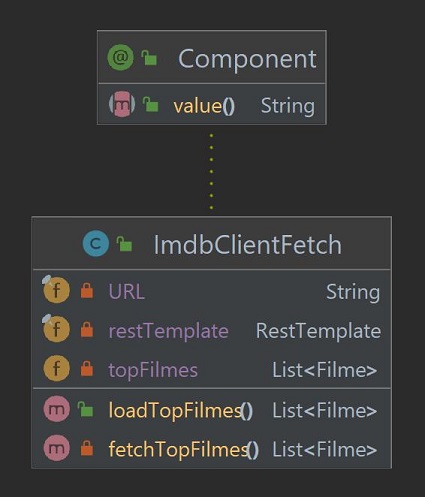 @ Component
m value() String
C ImdbClientFetch
f URL String
f restTemplate RestTemplate
f topFilmes List<Filme>
m loadTopFilmes() List<Filme>
m fetchTopFilmes() List<Filme>